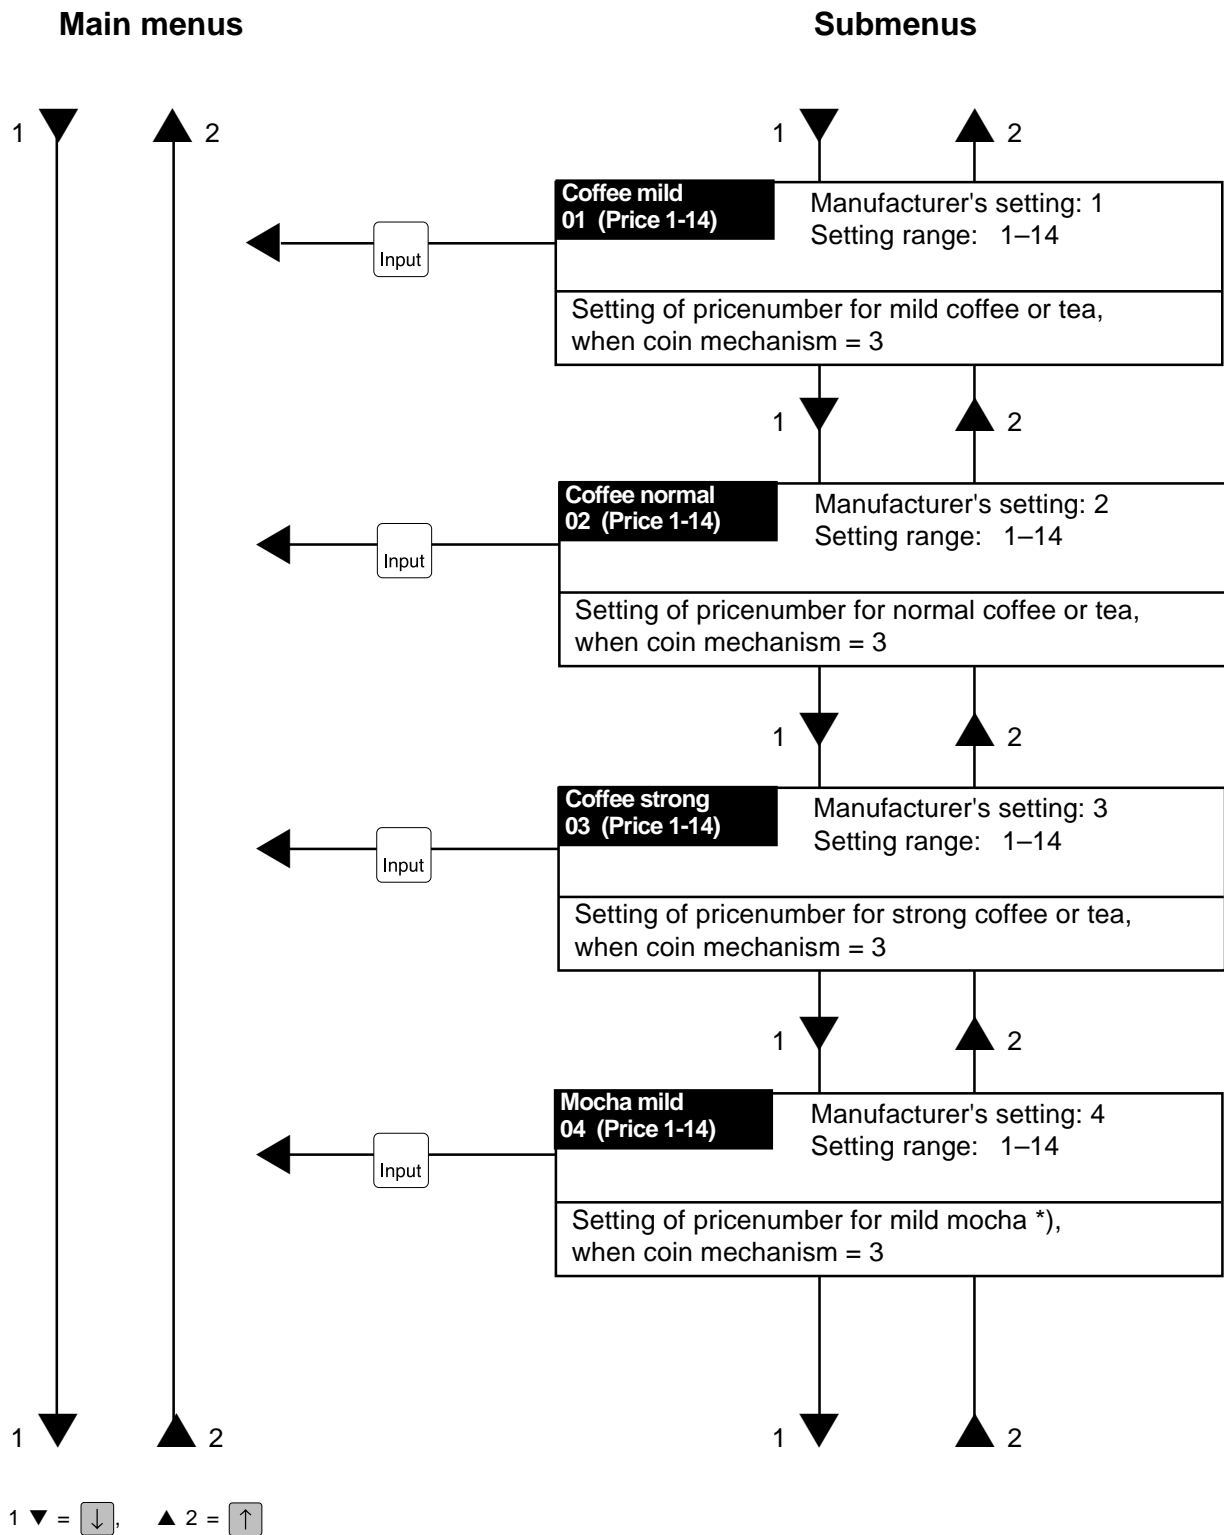 Main menus
Submenus
1 2
1 2
Coffee mild
01 (Price 1-14)
Manufacturer's setting: 1
Setting range: 1–14
Input
Setting of pricenumber for mild coffee or tea,
when coin mechanism = 3
1 2
Coffee normal
02 (Price 1-14)
Manufacturer's setting: 2
Setting range: 1–14
Input
Setting of pricenumber for normal coffee or tea,
when coin mechanism = 3
1 2
Coffee strong
03 (Price 1-14)
Manufacturer's setting: 3
Setting range: 1–14
Input
Setting of pricenumber for strong coffee or tea,
when coin mechanism = 3
1 2
Mocha mild
04 (Price 1-14)
Manufacturer's setting: 4
Setting range: 1–14
Input
Setting of pricenumber for mild mocha *),
when coin mechanism = 3
1 2
1 2
1 ▼ = ↓, ▲ 2 = ↑